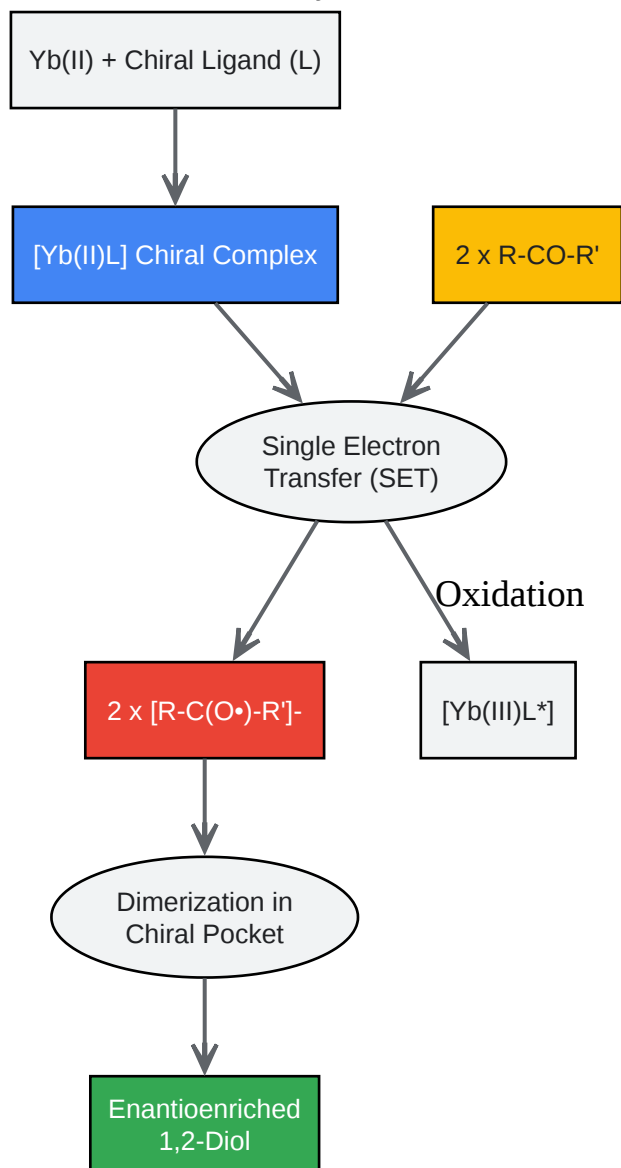 Yb(II) + Chiral Ligand (L)
[Yb(II)L] Chiral Complex
2 x R-CO-R'
Single Electron
Transfer (SET)
Oxidation
2 x [R-C(O•)-R']-
[Yb(III)L*]
Dimerization in
Chiral Pocket
Enantioenriched
1,2-Diol